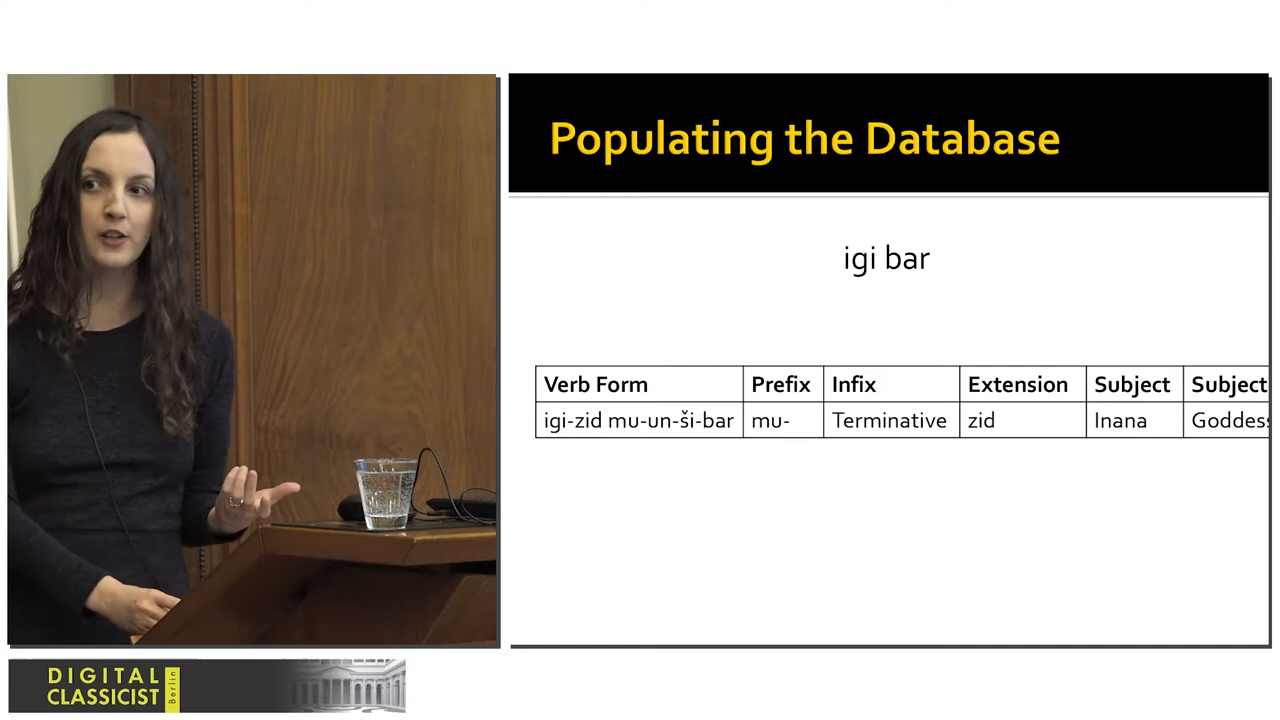 Populating the Database
igi bar
Verb Form Prefix Infix Extension Subject Subject
igi-zid mu-un-ši-bar mu- Terminative zid Inana Goddess
DIGITAL
CLASSICIST Berlin